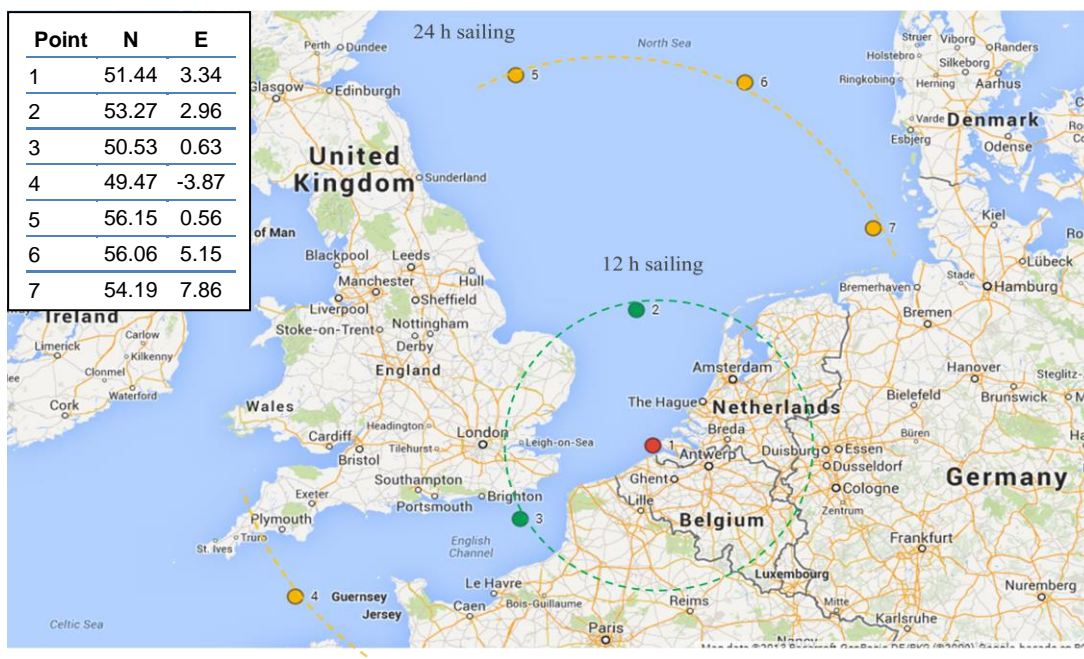 Point N E
1 51.44 3.34
2 53.27 2.96
3 50.53 0.63
4 49.47 -3.87
5 56.15 0.56
6 56.06 5.15
7 54.19 7.86
24 h sailing
North Sea
Perth
Dundee
Glasgow
Edinburgh
5
6
Struer
Viborg
Randers
Holstebro
Silkeborg
Ringkobing
Herning
Aarhus
Varde
Denmark
Esbjerg
Odense
United
Kingdom
Sunderland
of Man
7
Kiel
Lübeck
12 h sailing
Blackpool
Leeds
Hull
Manchester
Sheffield
Liverpool
Stade
Bremerhaven
Hamburg
Bremen
2
Ireland
Carlow
Limerick
Kilkenny
Clonmel
Waterford
Cork
Stoke-on-Trent
Nottingham
Derby
England
Amsterdam
Hanover
Wales
The Hague
Netherlands
Bielefeld
Brunswick
Headington
London
Leigh-on-Sea
Breda
Büren
Cardiff
Tilehurst
Bristol
1
Antwerp
Duisburg
Essen
Dusseldorf
Germany
Southampton
Ghent
Cologne
Exeter
Portsmouth
Brighton
Lille
Zentrum
Plymouth
3
Belgium
Truro
St. Ives
English
Channel
Frankfurt
Luxembourg
Le Havre
4
Guernsey
Jersey
Caen
Bois-Guillaume
Reims
Mitte
Nuremberg
Karlsruhe
Celtic Sea
Paris